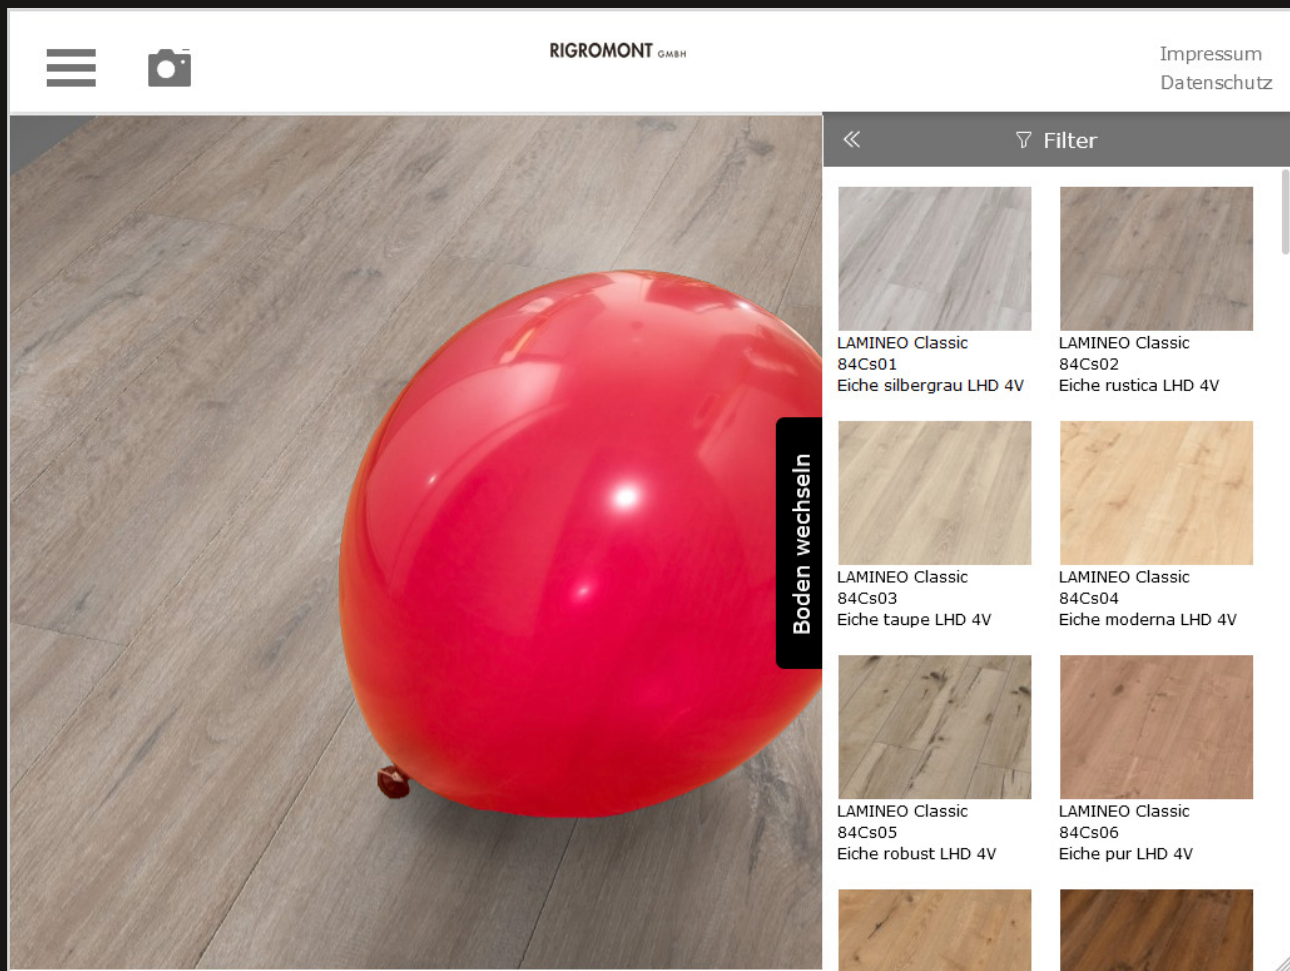 RIGROMONT GMBH
Impressum
Datenschutz
Filter
LAMINEO Classic
84Cs01
Eiche silbergrau LHD 4V
LAMINEO Classic
84Cs02
Eiche rustica LHD 4V
LAMINEO Classic
84Cs03
Eiche taupe LHD 4V
LAMINEO Classic
84Cs04
Eiche moderna LHD 4V
LAMINEO Classic
84Cs05
Eiche robust LHD 4V
LAMINEO Classic
84Cs06
Eiche pur LHD 4V
Boden wechseln